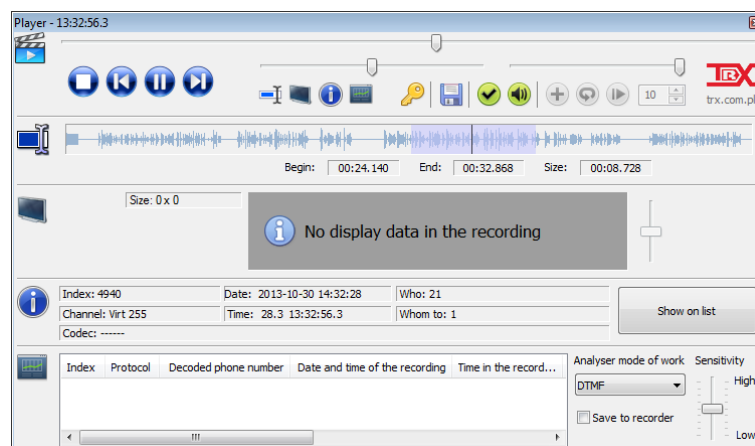 Player - 13:32:56.3
TRX
10
trx.com.pl
Begin: 00:24.140 End: 00:32.868 Size: 00:08.728
Size: 0 x 0
No display data in the recording
Index: 4940 Date: 2013-10-30 14:32:28 Who: 21
Channel: Virt 255 Time: 28.3 13:32:56.3 Whom to: 1
Show on list
Codec: ------
Analyser mode of work Sensitivity
Index Protocol Decoded phone number Date and time of the recording Time in the record...
DTMF
High
Save to recorder
Low